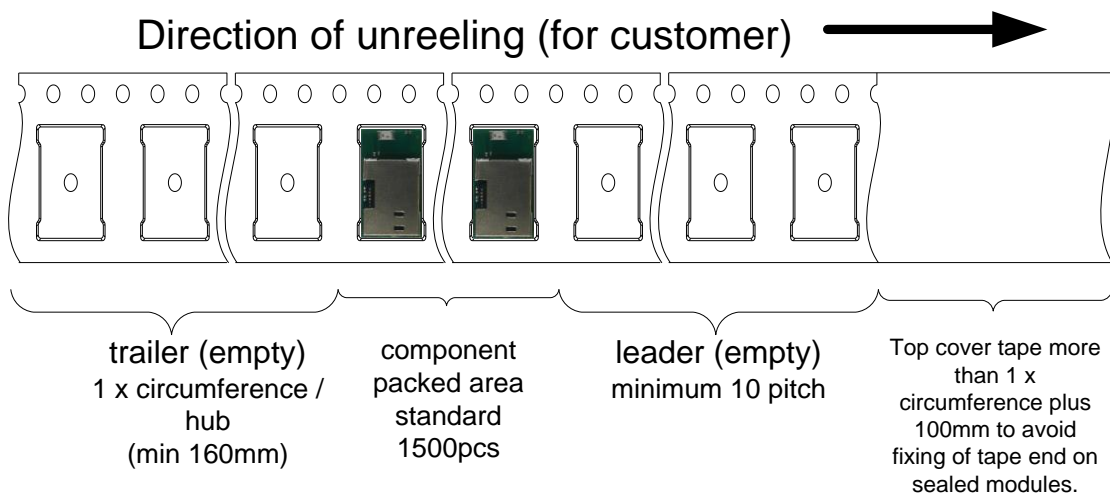 Direction of unreeling (for customer)
trailer (empty)
1 x circumference /
hub
(min 160mm)
component
packed area
standard
1500pcs
leader (empty)
minimum 10 pitch
Top cover tape more
than 1 x
circumference plus
100mm to avoid
fixing of tape end on
sealed modules.